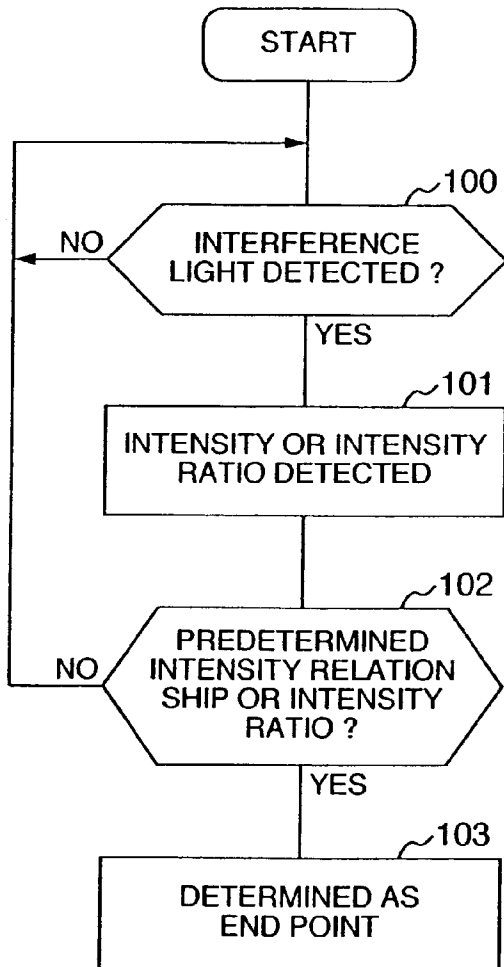 START
100
NO
INTERFERENCE
LIGHT DETECTED ?
YES
101
INTENSITY OR INTENSITY
RATIO DETECTED
102
NO
PREDETERMINED
INTENSITY RELATION
SHIP OR INTENSITY
RATIO ?
YES
103
DETERMINED AS
END POINT